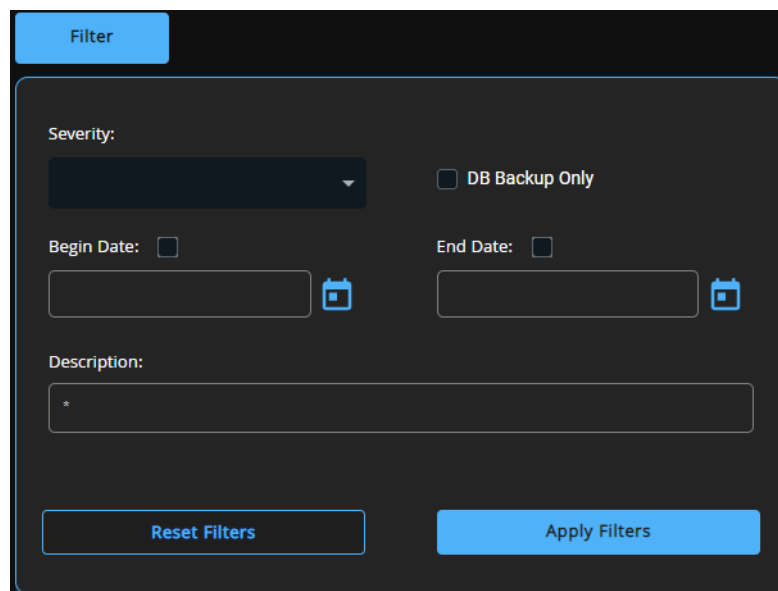 Filter
Severity:
DB Backup Only
Begin Date:
End Date:
Description:
*
Reset Filters
Apply Filters